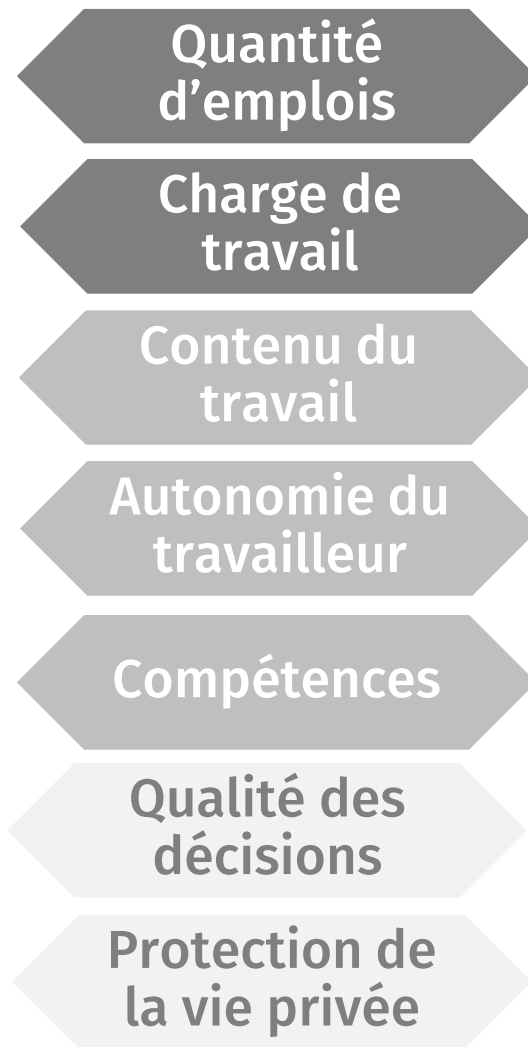 Quantité
d’emplois
Charge de
travail
Contenu du
travail
Autonomie du
travailleur
Compétences
Qualité des
décisions
Protection de
la vie privée